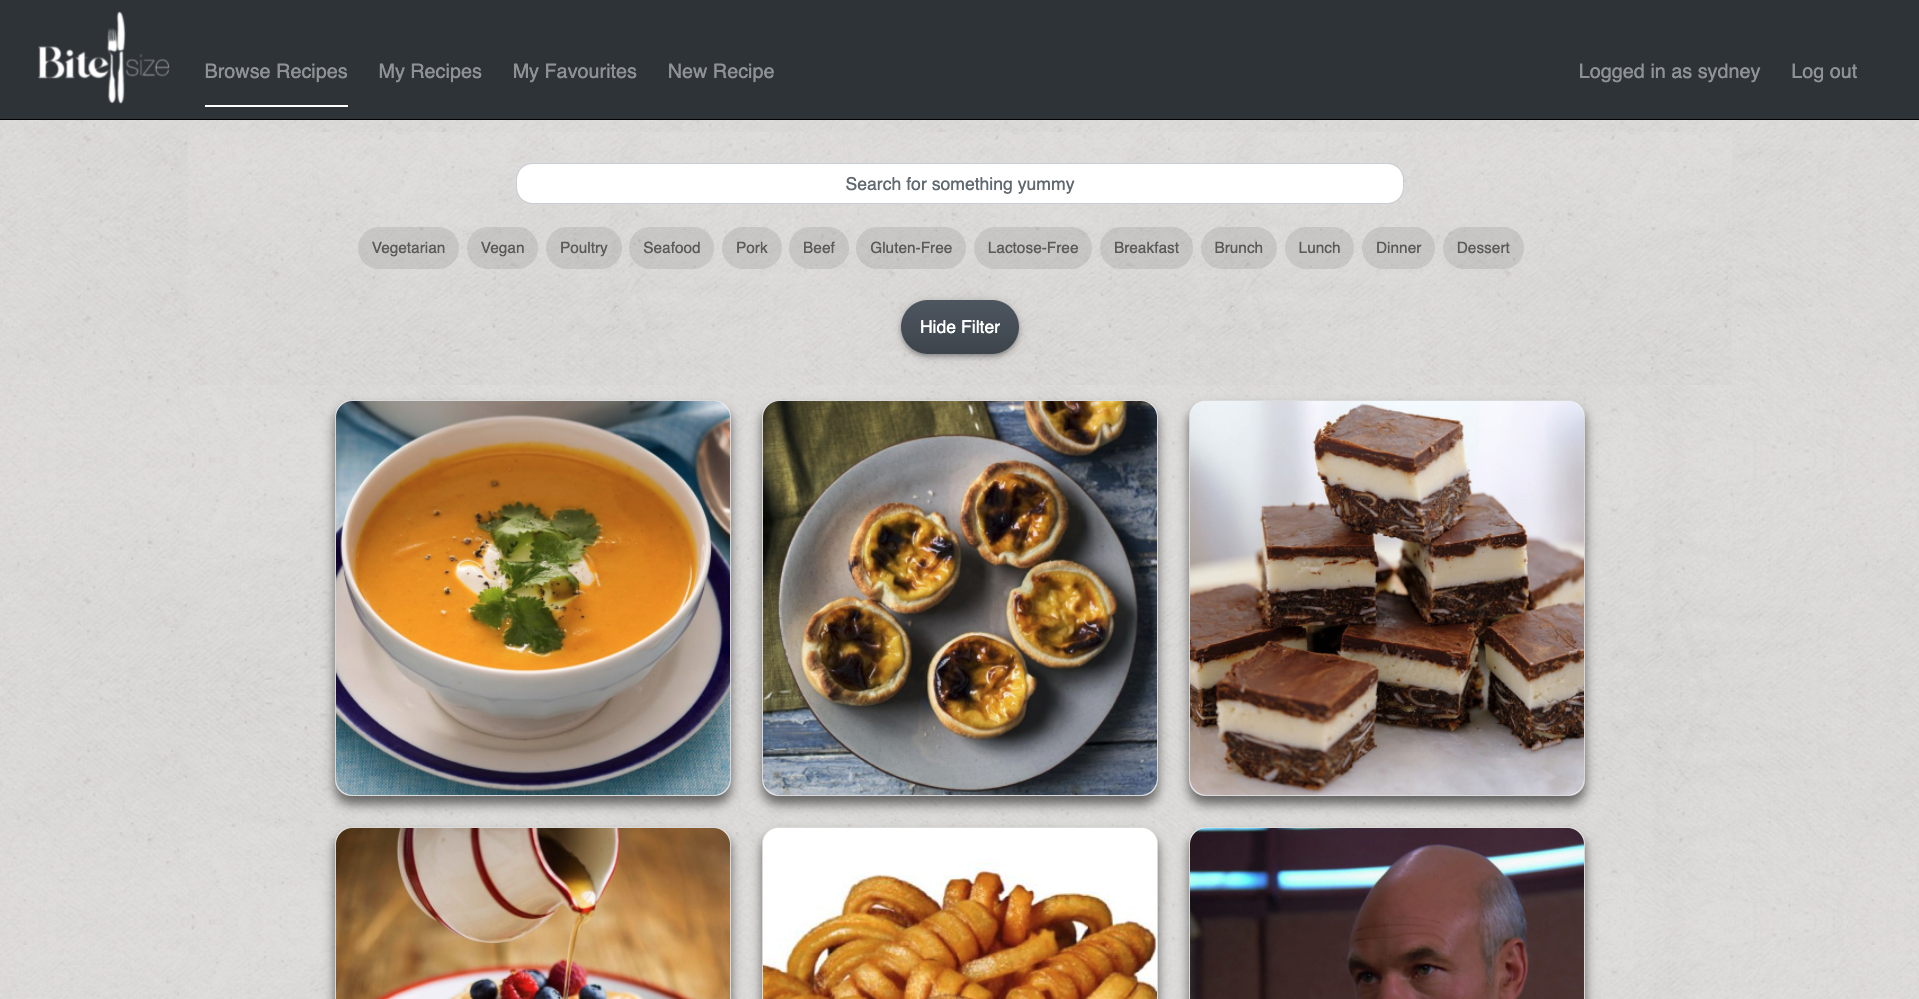 Bite size
Browse Recipes My Recipes My Favourites New Recipe Logged in as sydney Log out
Search for something yummy
Vegetarian Vegan Poultry Seafood Pork Beef Gluten-Free Lactose-Free Breakfast Brunch Lunch Dinner Dessert
Hide Filter